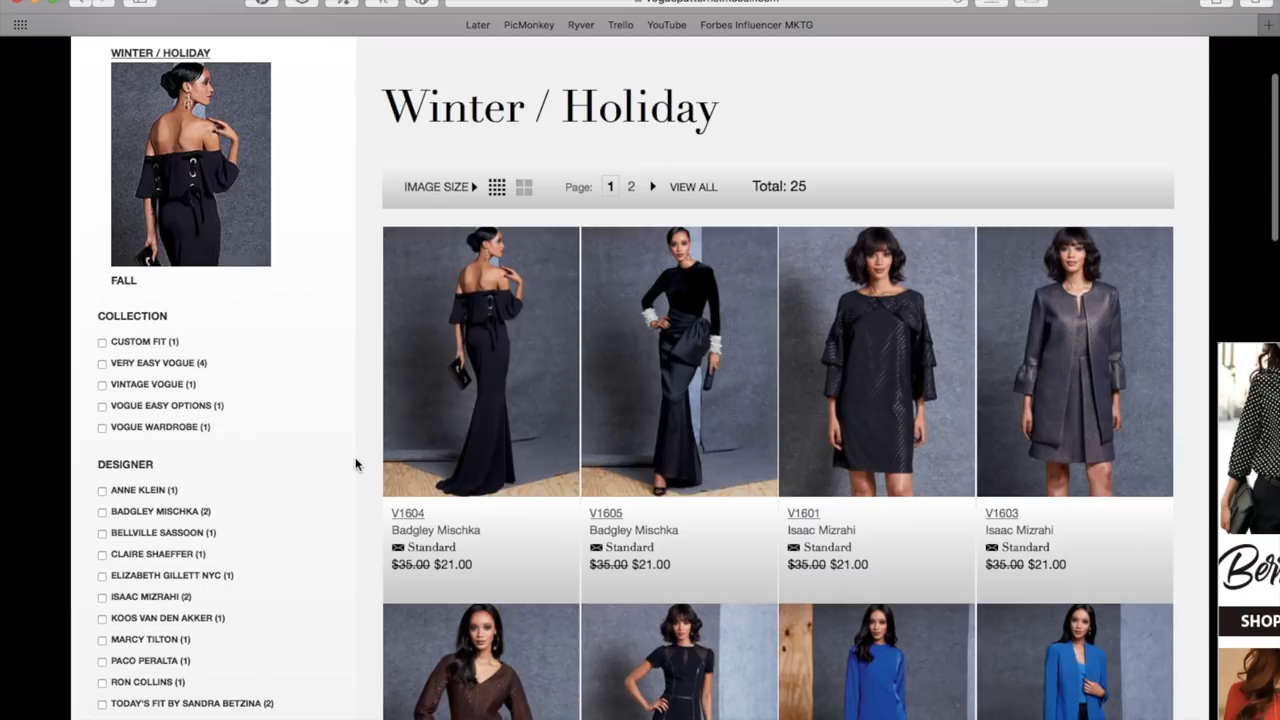 Later PicMonkey Ryver Trello YouTube Forbes Influencer MKTG
WINTER / HOLIDAY
FALL
COLLECTION
CUSTOM FIT (1)
VERY EASY VOGUE (4)
VINTAGE VOGUE (1)
VOGUE EASY OPTIONS (1)
VOGUE WARDROBE (1)
DESIGNER
ANNE KLEIN (1)
BADGLEY MISCHKA (2)
BELLVILLE SASSOON (1)
CLAIRE SHAEFFER (1)
ELIZABETH GILLETT NYC (1)
ISAAC MIZRAHI (2)
KOOS VAN DEN AKKER (1)
MARCY TILTON (1)
PACO PERALTA (1)
RON COLLINS (1)
TODAY'S FIT BY SANDRA BETZINA (2)
Winter / Holiday
IMAGE SIZE Page: 1 2 VIEW ALL Total: 25
V1604 V1605 V1601 V1603
Badgley Mischka Badgley Mischka Isaac Mizrahi Isaac Mizrahi
Standard Standard Standard Standard
$35.00 $21.00 $35.00 $21.00 $35.00 $21.00 $35.00 $21.00
Ber
SHOP